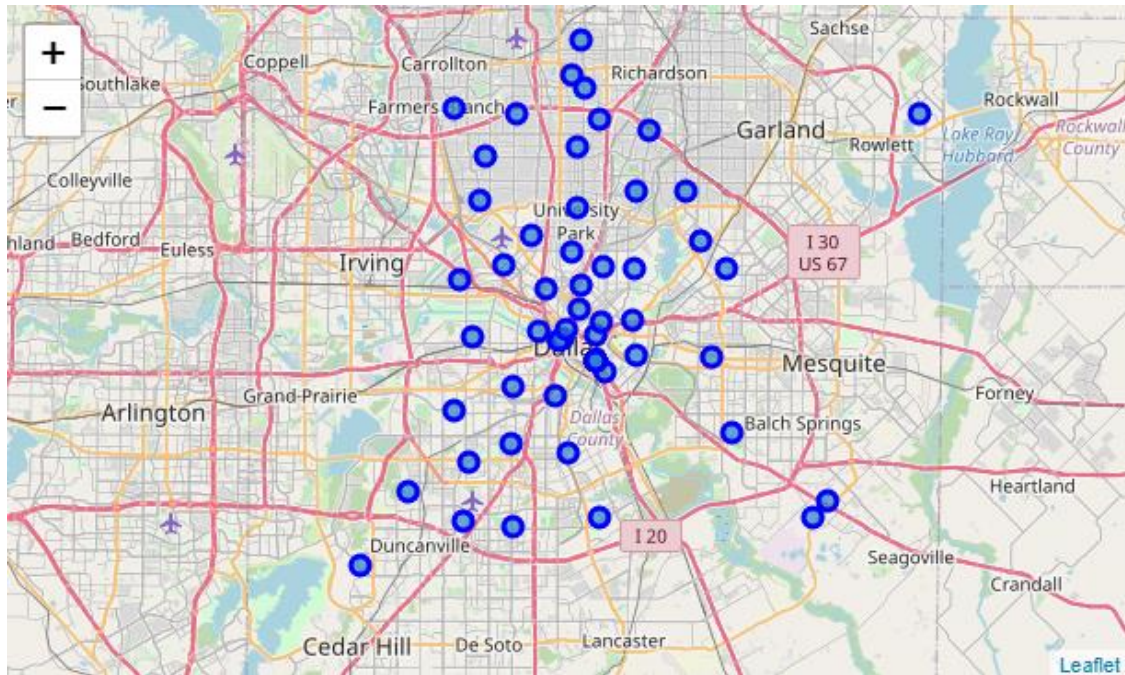 +
−
Sachse
Coppell
Carrollton
Richardson
Southlake
Rockwall
Farmers Branch
Garland
Lake Ray
Hubbard
Rockwall
County
Rowlett
Colleyville
University
Park
Bedford
Euless
Irving
I 30
US 67
Dallas
Mesquite
Grand Prairie
Forney
Arlington
Dallas
County
Balch Springs
Heartland
I 20
Duncanville
Seagoville
Crandall
Cedar Hill
De Soto
Lancaster
Leaflet